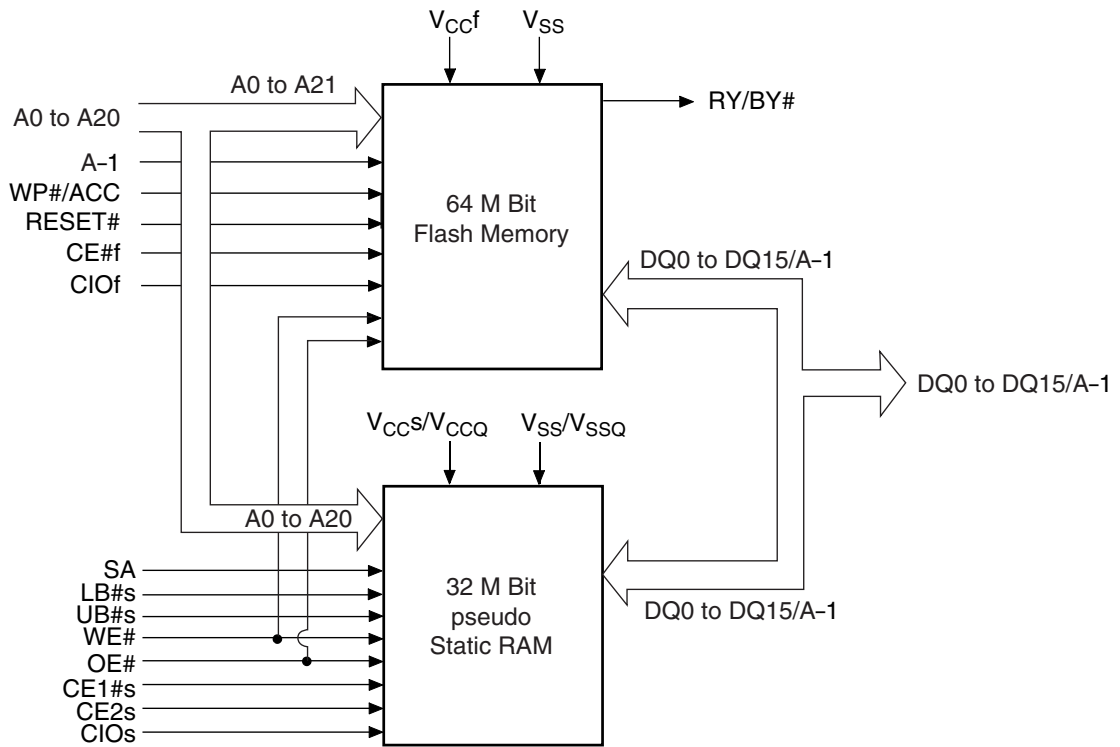 VCCf
VSS
A0 to A21
A0 to A20
RY/BY#
A–1
WP#/ACC
RESET#
CE#f
CIOf
64 M Bit
Flash Memory
DQ0 to DQ15/A–1
DQ0 to DQ15/A–1
VCCs/VCCQ
VSS/VSSQ
A0 to A20
SA
LB#s
UB#s
WE#
OE#
CE1#s
CE2s
CIOs
32 M Bit
pseudo
Static RAM
DQ0 to DQ15/A–1